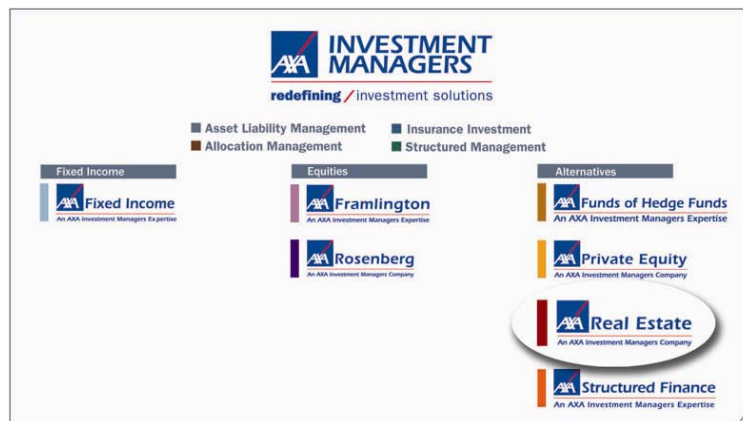 AXA INVESTMENT
MANAGERS
redefining / investment solutions
Asset Liability Management Insurance Investment
Allocation Management Structured Management
Fixed Income Equities Alternatives
AXA Fixed Income
An AXA Investment Managers Expertise
AXA Framlington
An AXA Investment Managers Expertise
AXA Funds of Hedge Funds
An AXA Investment Managers Expertise
AXA Rosenberg
An AXA Investment Managers Company
AXA Private Equity
An AXA Investment Managers Company
AXA Real Estate
An AXA Investment Managers Company
AXA Structured Finance
An AXA Investment Managers Expertise